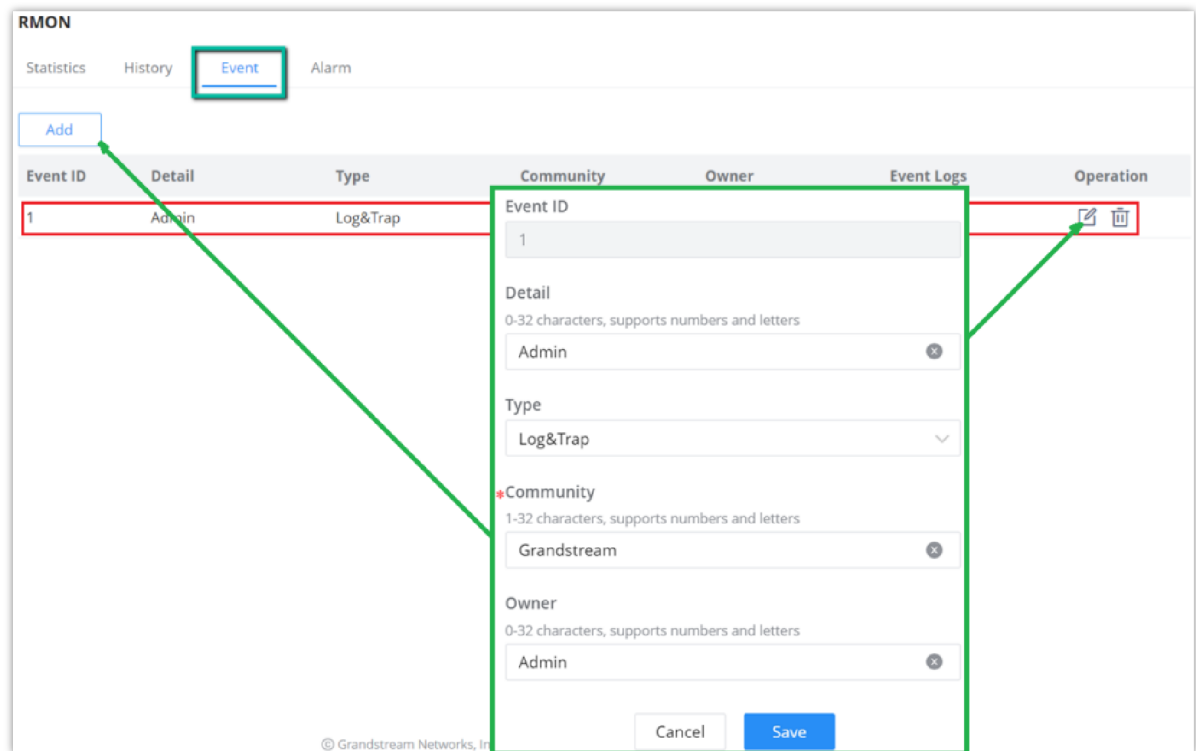 RMON
Statistics History Event Alarm
Add
Event ID Detail Type Community Owner Event Logs Operation
1 Admin Log&Trap
Event ID
1
Detail
0-32 characters, supports numbers and letters
Admin
Type
Log&Trap
*Community
1-32 characters, supports numbers and letters
Grandstream
Owner
0-32 characters, supports numbers and letters
Admin
Cancel Save
© Grandstream Networks, In